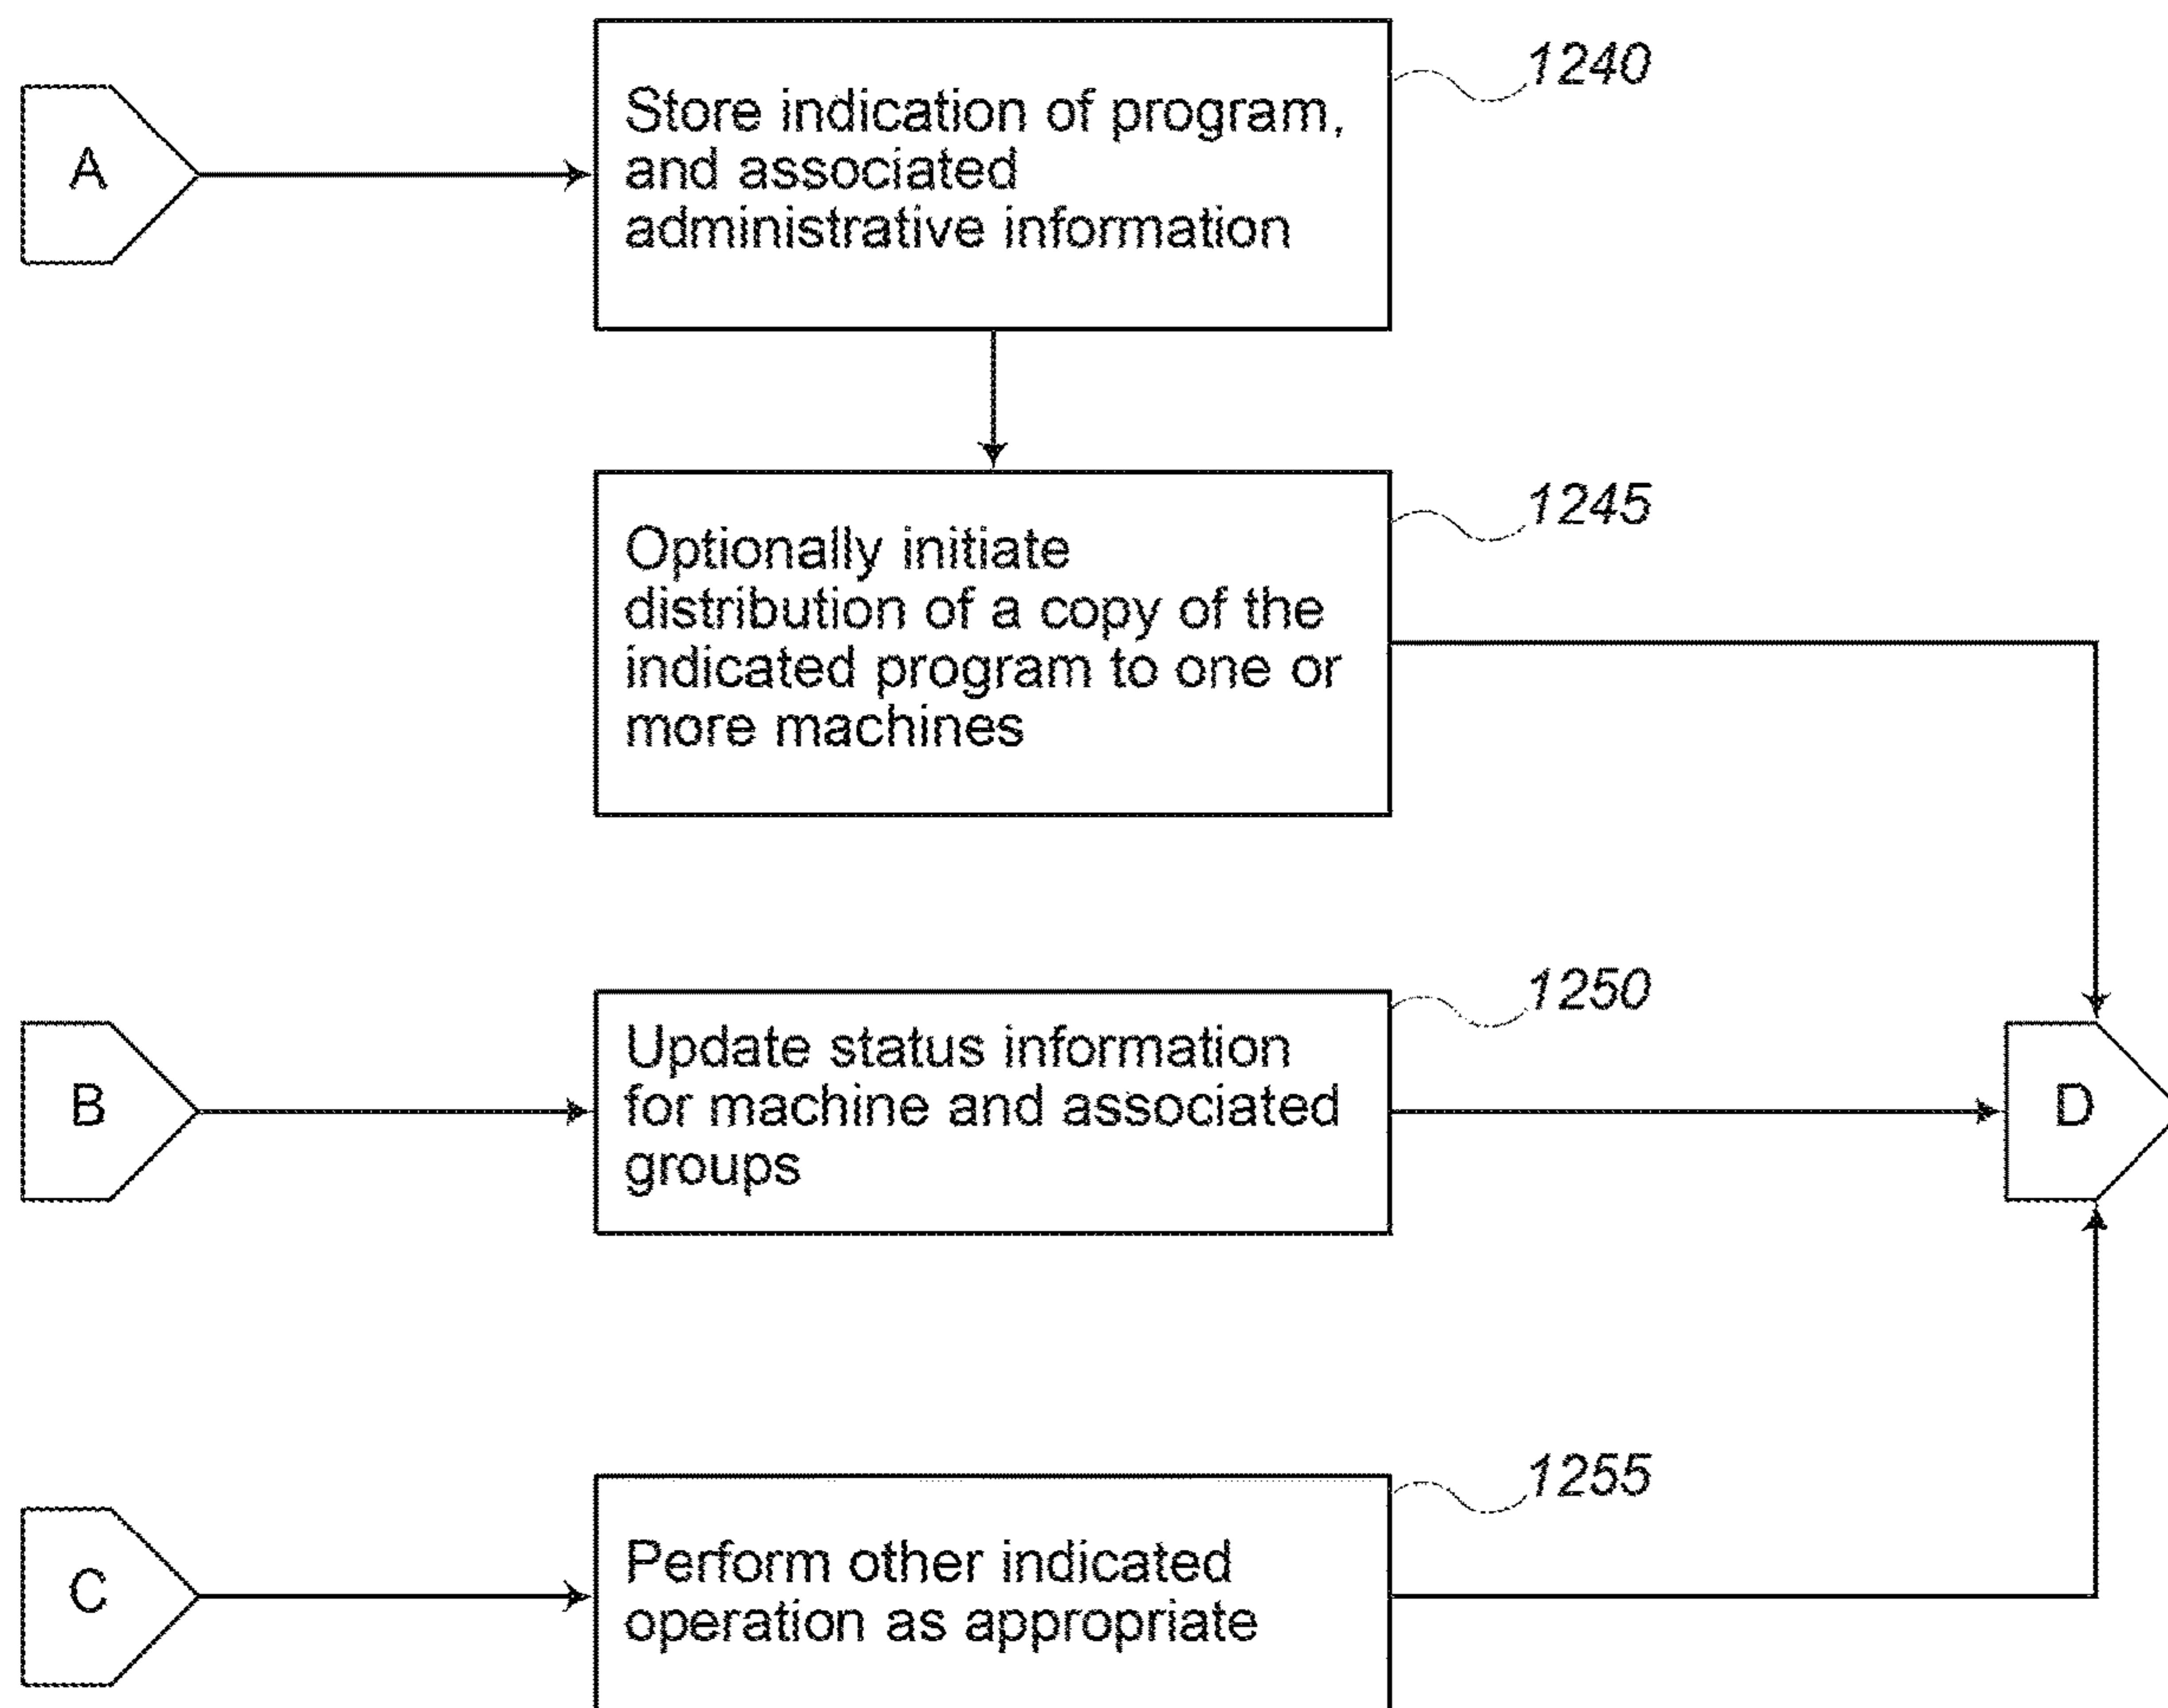 1240
A
Store indication of program,
and associated
administrative information
1245
Optionally initiate
distribution of a copy of the
indicated program to one or
more machines
1250
B
Update status information
for machine and associated
groups
D
1255
C
Perform other indicated
operation as appropriate